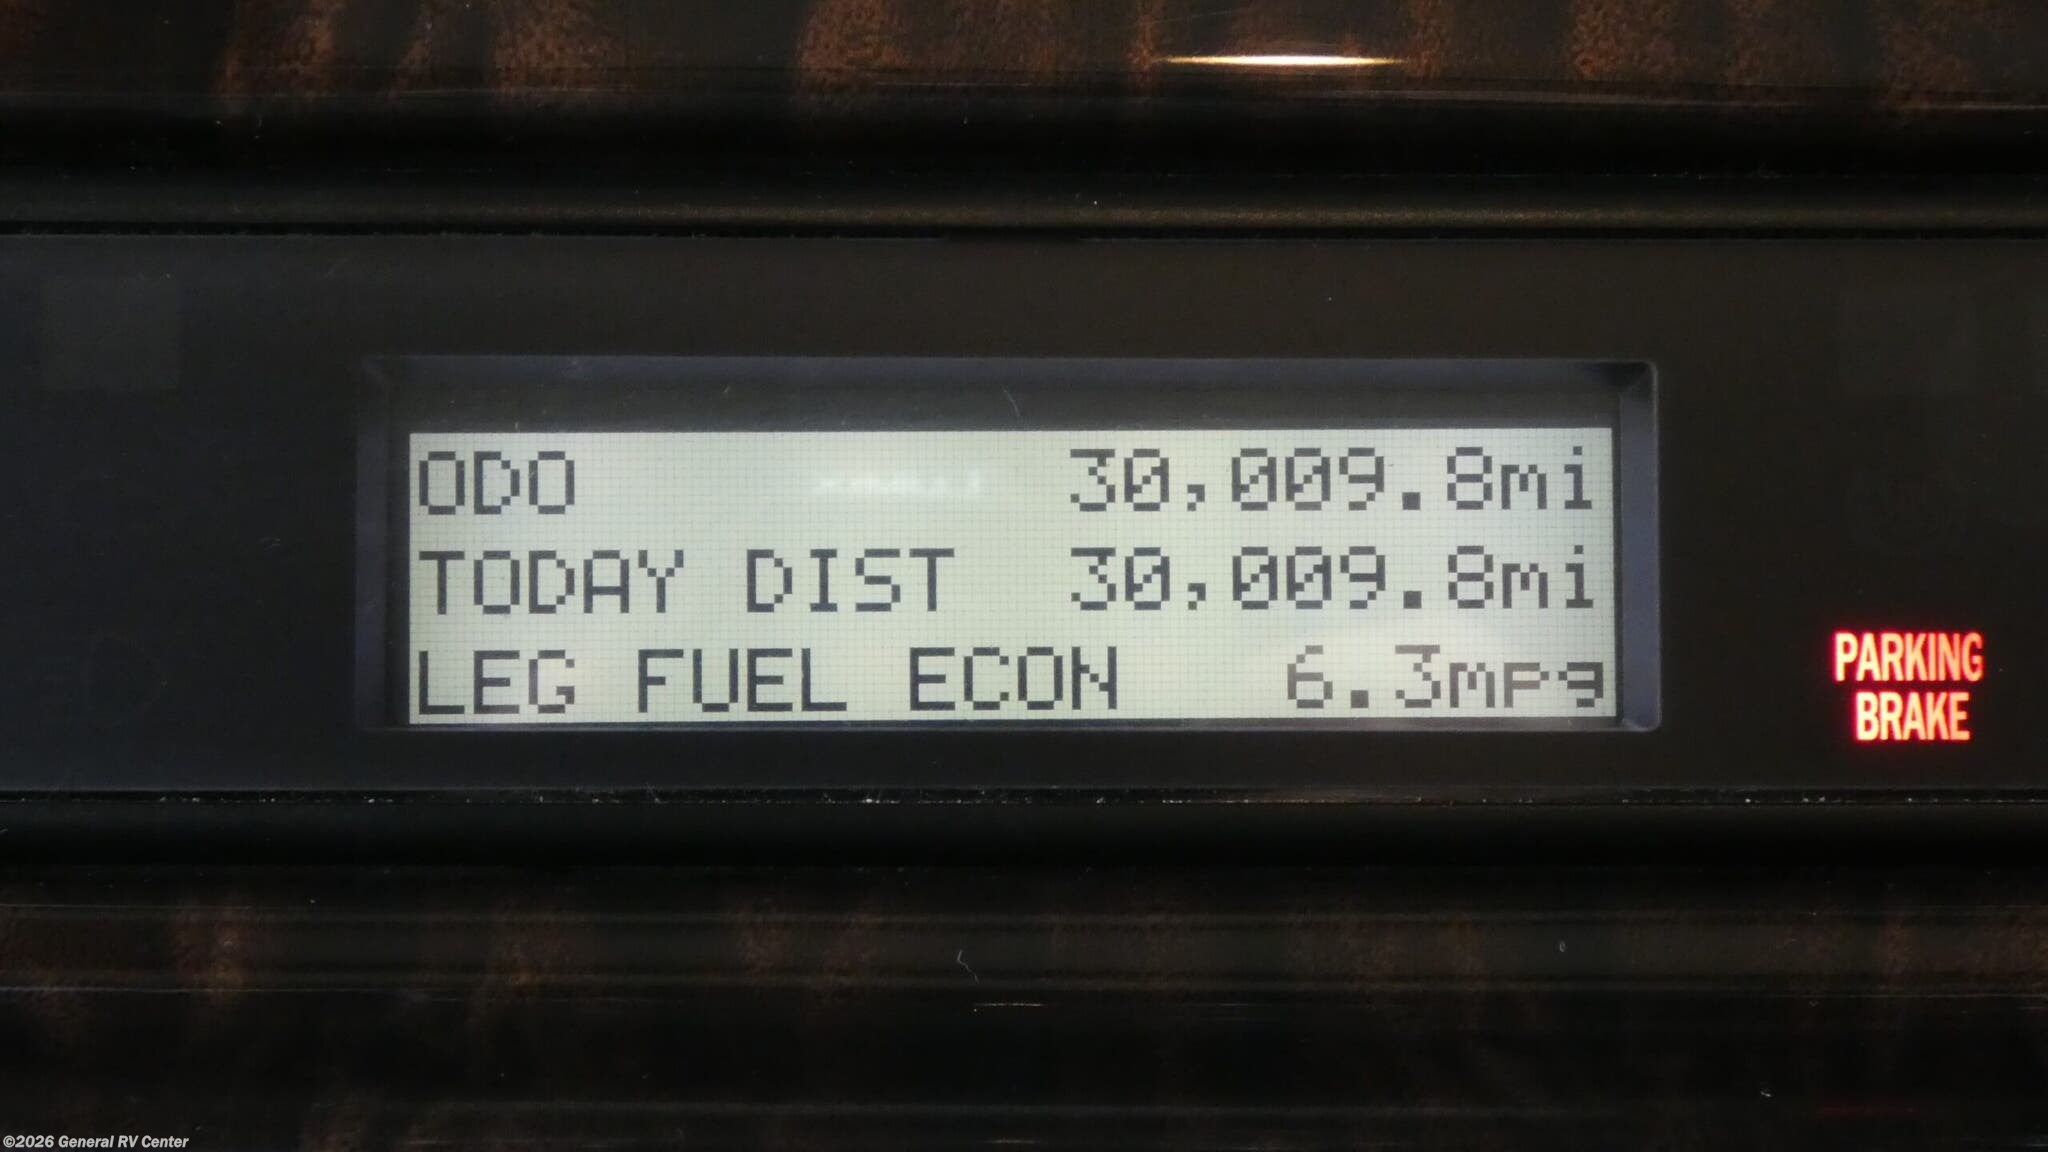 ODO 30,009.8mi
TODAY DIST 30,009.8mi
LEG FUEL ECON 6.3mpg
PARKING
BRAKE
©2026 General RV Center